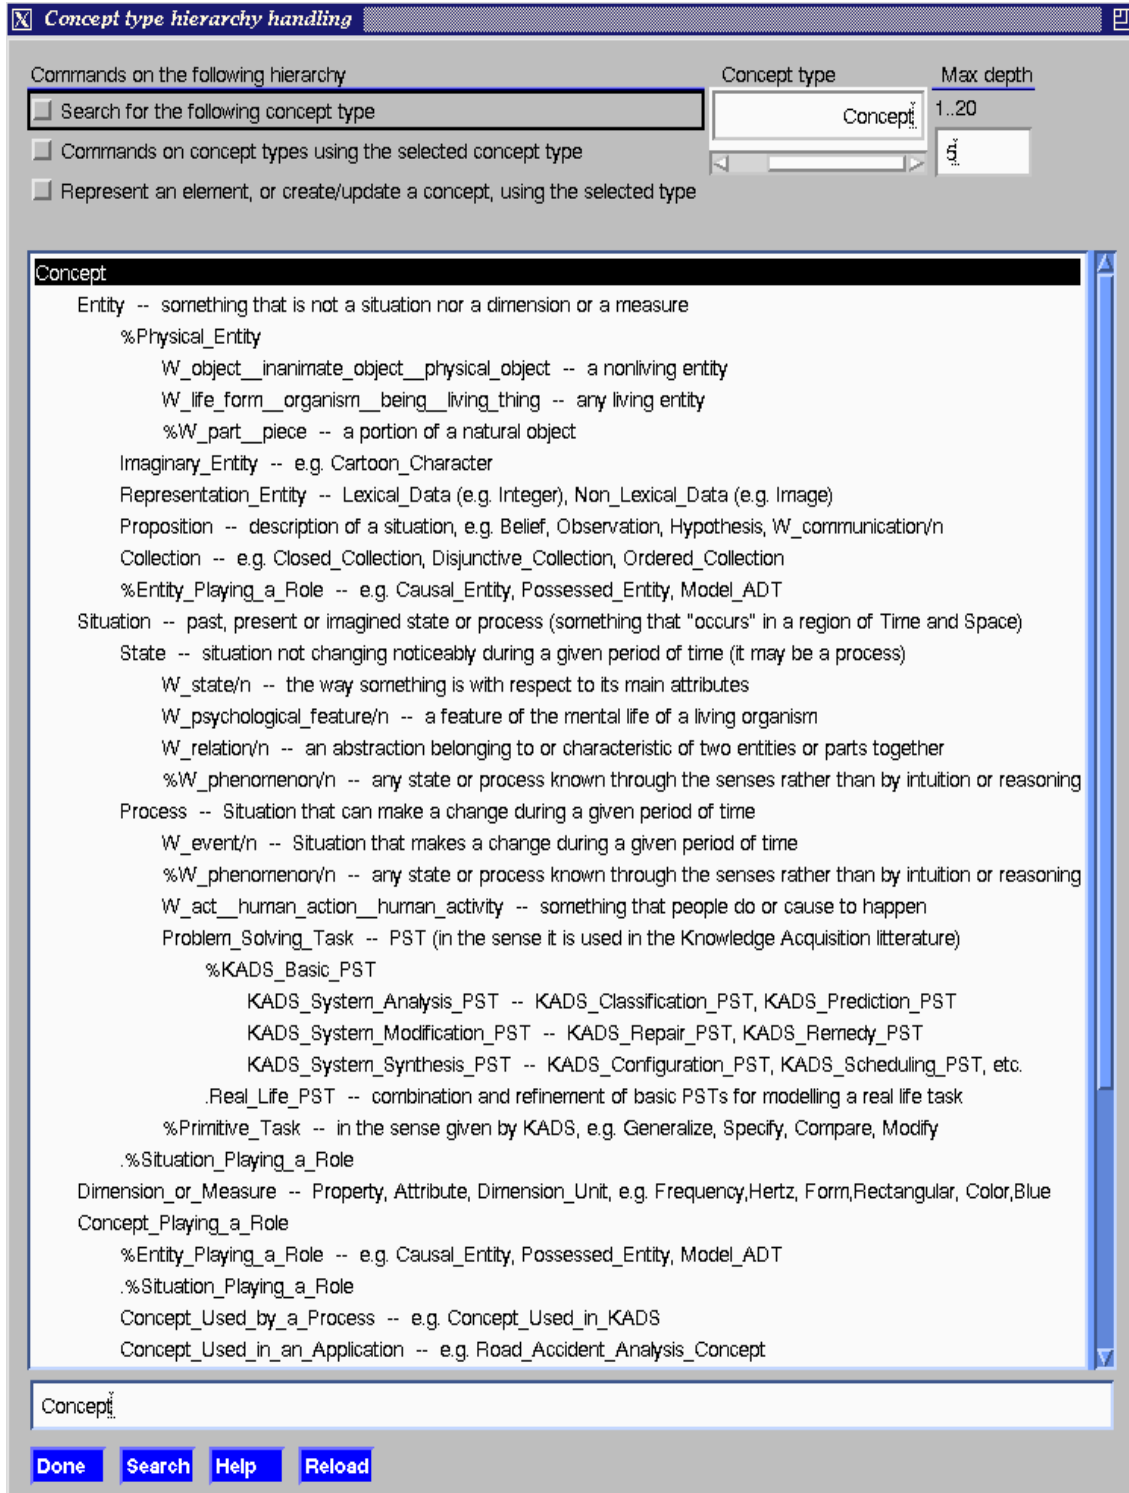 Concept type hierarchy handling
Commands on the following hierarchy
Concept type
Max depth
Search for the following concept type
Concept
1..20
Commands on concept types using the selected concept type
5
Represent an element, or create/update a concept, using the selected type
Concept
Entity -- something that is not a situation nor a dimension or a measure
%Physical_Entity
W_object__inanimate_object__physical_object -- a nonliving entity
W_life_form__organism__being__living_thing -- any living entity
%W_part__piece -- a portion of a natural object
Imaginary_Entity -- e.g. Cartoon_Character
Representation_Entity -- Lexical_Data (e.g. Integer), Non_Lexical_Data (e.g. Image)
Proposition -- description of a situation, e.g. Belief, Observation, Hypothesis, W_communication/n
Collection -- e.g. Closed_Collection, Disjunctive_Collection, Ordered_Collection
%Entity_Playing_a_Role -- e.g. Causal_Entity, Possessed_Entity, Model_ADT
Situation -- past, present or imagined state or process (something that "occurs" in a region of Time and Space)
State -- situation not changing noticeably during a given period of time (it may be a process)
W_state/n -- the way something is with respect to its main attributes
W_psychological_feature/n -- a feature of the mental life of a living organism
W_relation/n -- an abstraction belonging to or characteristic of two entities or parts together
%W_phenomenon/n -- any state or process known through the senses rather than by intuition or reasoning
Process -- Situation that can make a change during a given period of time
W_event/n -- Situation that makes a change during a given period of time
%W_phenomenon/n -- any state or process known through the senses rather than by intuition or reasoning
W_act__human_action__human_activity -- something that people do or cause to happen
Problem_Solving_Task -- PST (in the sense it is used in the Knowledge Acquisition litterature)
%KADS_Basic_PST
KADS_System_Analysis_PST -- KADS_Classification_PST, KADS_Prediction_PST
KADS_System_Modification_PST -- KADS_Repair_PST, KADS_Remedy_PST
KADS_System_Synthesis_PST -- KADS_Configuration_PST, KADS_Scheduling_PST, etc.
.Real_Life_PST -- combination and refinement of basic PSTs for modelling a real life task
%Primitive_Task -- in the sense given by KADS, e.g. Generalize, Specify, Compare, Modify
.%Situation_Playing_a_Role
Dimension_or_Measure -- Property, Attribute, Dimension_Unit, e.g. Frequency,Hertz, Form,Rectangular, Color,Blue
Concept_Playing_a_Role
%Entity_Playing_a_Role -- e.g. Causal_Entity, Possessed_Entity, Model_ADT
.%Situation_Playing_a_Role
Concept_Used_by_a_Process -- e.g. Concept_Used_in_KADS
Concept_Used_in_an_Application -- e.g. Road_Accident_Analysis_Concept
Concept
Done
Search
Help
Reload